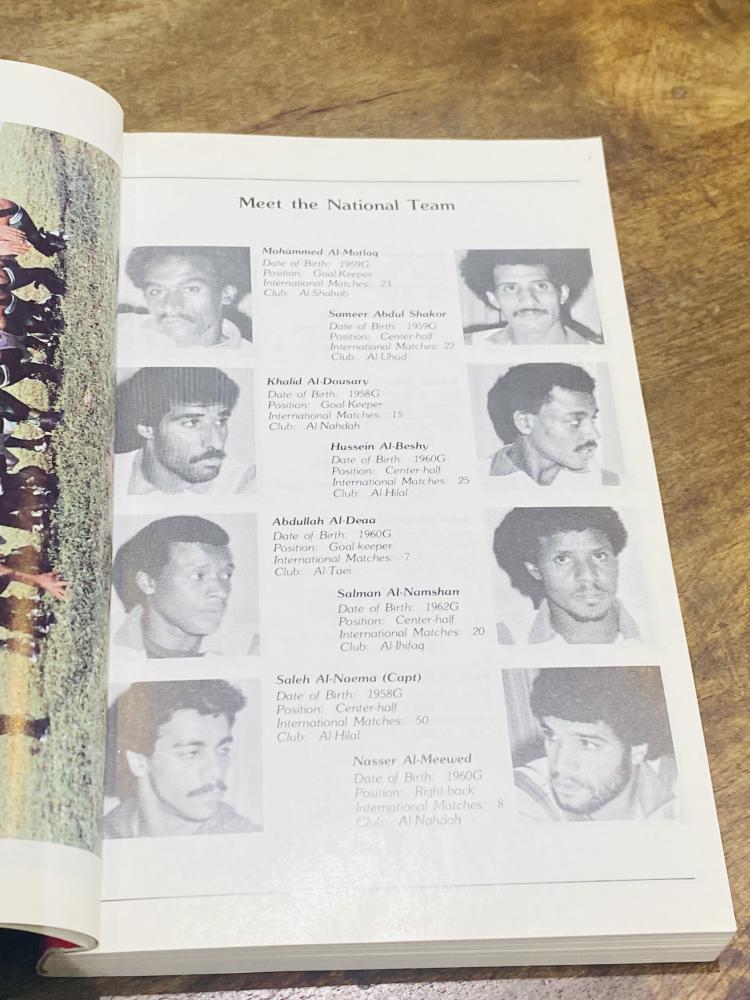 Meet the National Team
Mohammed Al-Motlaq
Date of Birth: 1959G
Position: Goal-Keeper
International Matches: 23
Club: Al-Shabab
Sameer Abdul Shakor
Date of Birth: 1959G
Position: Center-half
International Matches: 22
Club: Al-Uhud
Khalid Al-Dousary
Date of Birth: 1958G
Position: Goal-Keeper
International Matches: 15
Club: Al-Nahdah
Hussein Al-Beshy
Date of Birth: 1960G
Position: Center-half
International Matches: 25
Club: Al-Hilal
Abdullah Al-Deaa
Date of Birth: 1960G
Position: Goal-keeper
International Matches: 7
Club: Al-Taei
Salman Al-Namshan
Date of Birth: 1962G
Position: Center-half
International Matches: 20
Club: Al-Ihifaq
Saleh Al-Naema (Capt)
Date of Birth: 1958G
Position: Center-half
International Matches: 50
Club: Al-Hilal
Nasser Al-Meewed
Date of Birth: 1960G
Position: Right-back
International Matches: 8
Club: Al-Nahdah